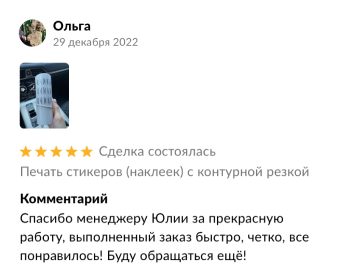 Ольга
29 декабря 2022
Сделка состоялась
Печать стикеров (наклеек) с контурной резкой
Комментарий
Спасибо менеджеру Юлии за прекрасную
работу, выполненный заказ быстро, четко, все
понравилось! Буду обращаться ещё!